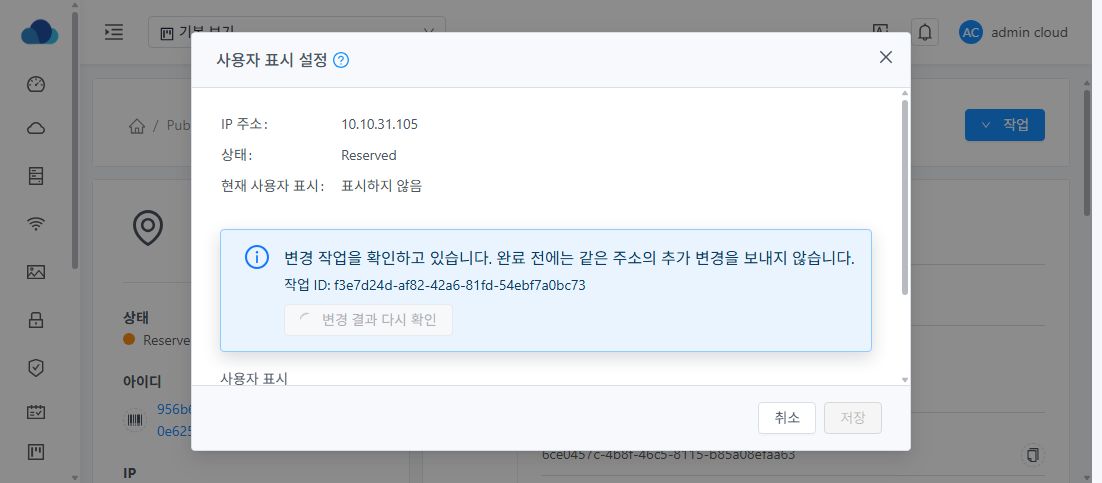 기본 보기
AC admin cloud
사용자 표시 설정
IP 주소: 10.10.31.105
작업
Pub
상태: Reserved
현재 사용자 표시: 표시하지 않음
변경 작업을 확인하고 있습니다. 완료 전에는 같은 주소의 추가 변경을 보내지 않습니다.
작업 ID: f3e7d24d-af82-42a6-81fd-54ebf7a0bc73
변경 결과 다시 확인
상태
Reserve
사용자 표시
아이디
956b6
0e625
취소
저장
6ce0457c-4b8f-46c5-8115-b85a08efaa63
IP